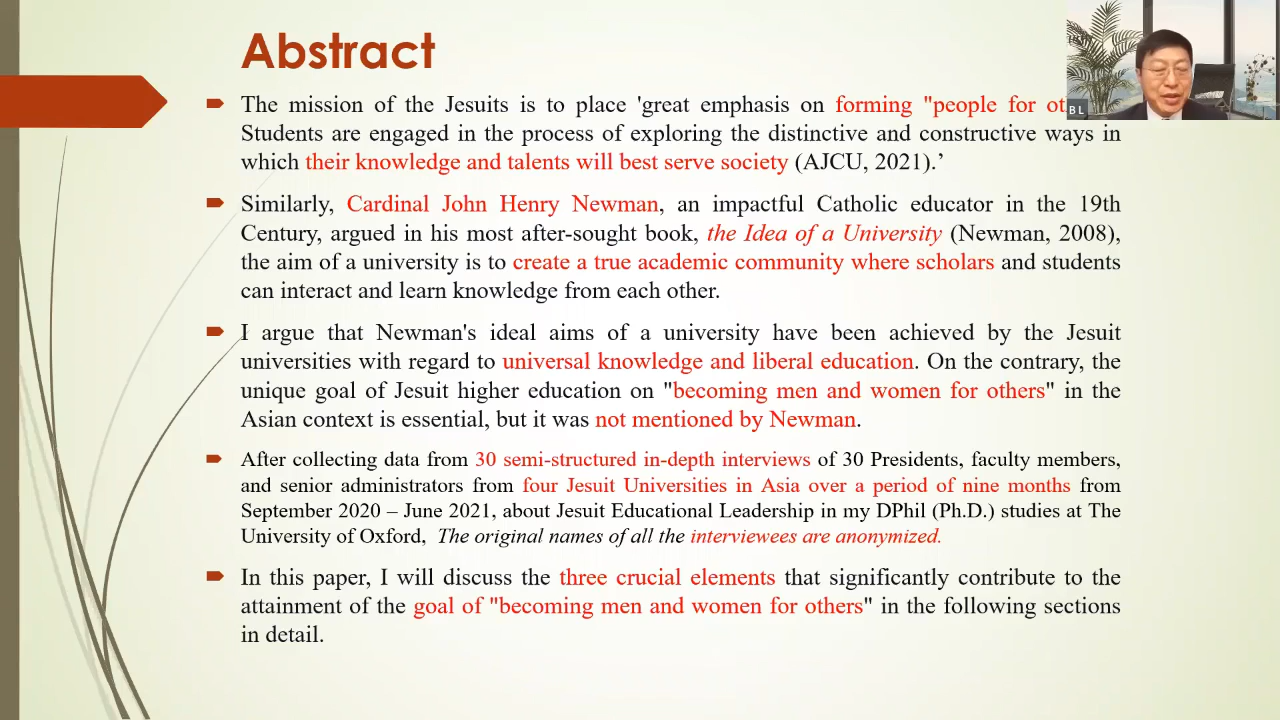 Abstract
The mission of the Jesuits is to place 'great emphasis on forming "people for
Students are engaged in the process of exploring the distinctive and constructive ways in
which their knowledge and talents will best serve society (AJCU, 2021).’
Similarly, Cardinal John Henry Newman, an impactful Catholic educator in the 19th
Century, argued in his most after-sought book, the Idea of a University (Newman, 2008),
the aim of a university is to create a true academic community where scholars and students
can interact and learn knowledge from each other.
I argue that Newman's ideal aims of a university have been achieved by the Jesuit
universities with regard to universal knowledge and liberal education. On the contrary, the
unique goal of Jesuit higher education on "becoming men and women for others" in the
Asian context is essential, but it was not mentioned by Newman.
After collecting data from 30 semi-structured in-depth interviews of 30 Presidents, faculty members,
and senior administrators from four Jesuit Universities in Asia over a period of nine months from
September 2020 – June 2021, about Jesuit Educational Leadership in my DPhil (Ph.D.) studies at The
University of Oxford, The original names of all the interviewees are anonymized.
In this paper, I will discuss the three crucial elements that significantly contribute to the
attainment of the goal of "becoming men and women for others" in the following sections
in detail.
BL